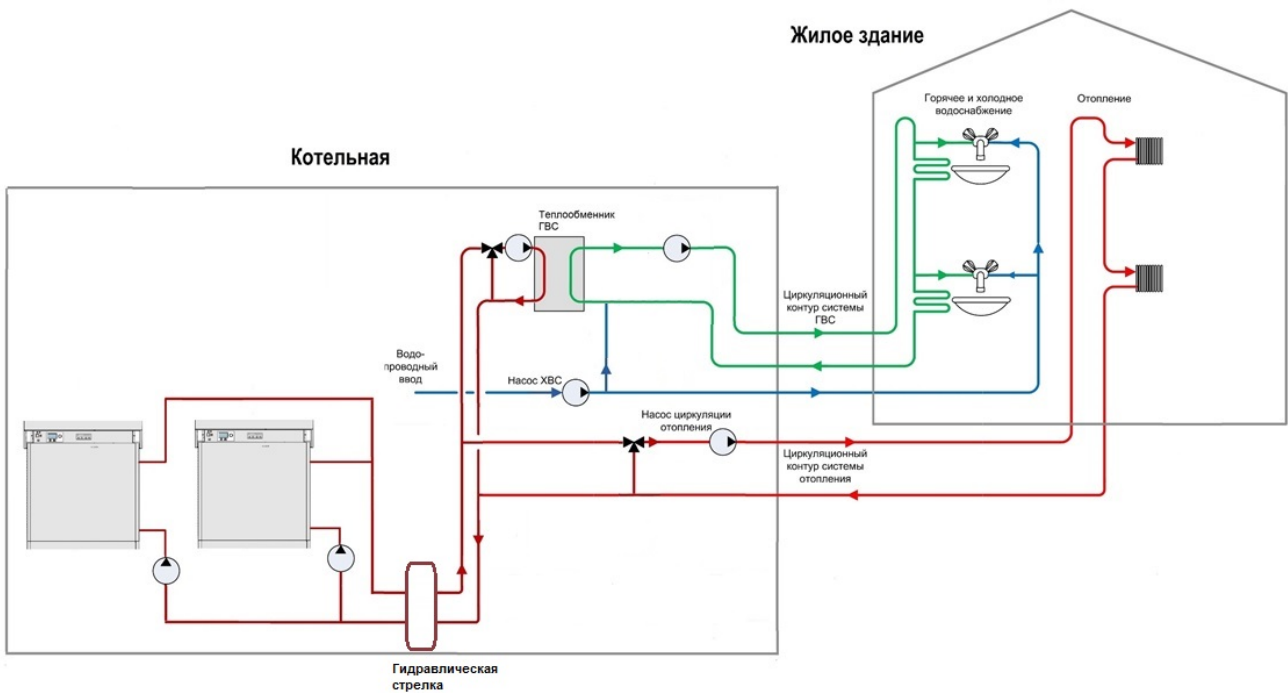 Жилое здание
Горячее и холодное
водоснабжение
Отопление
Котельная
Теплообменник
ГВС
Циркуляционный
контур системы
ГВС
Водо-
проводный
ввод
Насос ХВС
Насос циркуляции
отопления
Циркуляционный
контур системы
отопления
Гидравлическая
стрелка